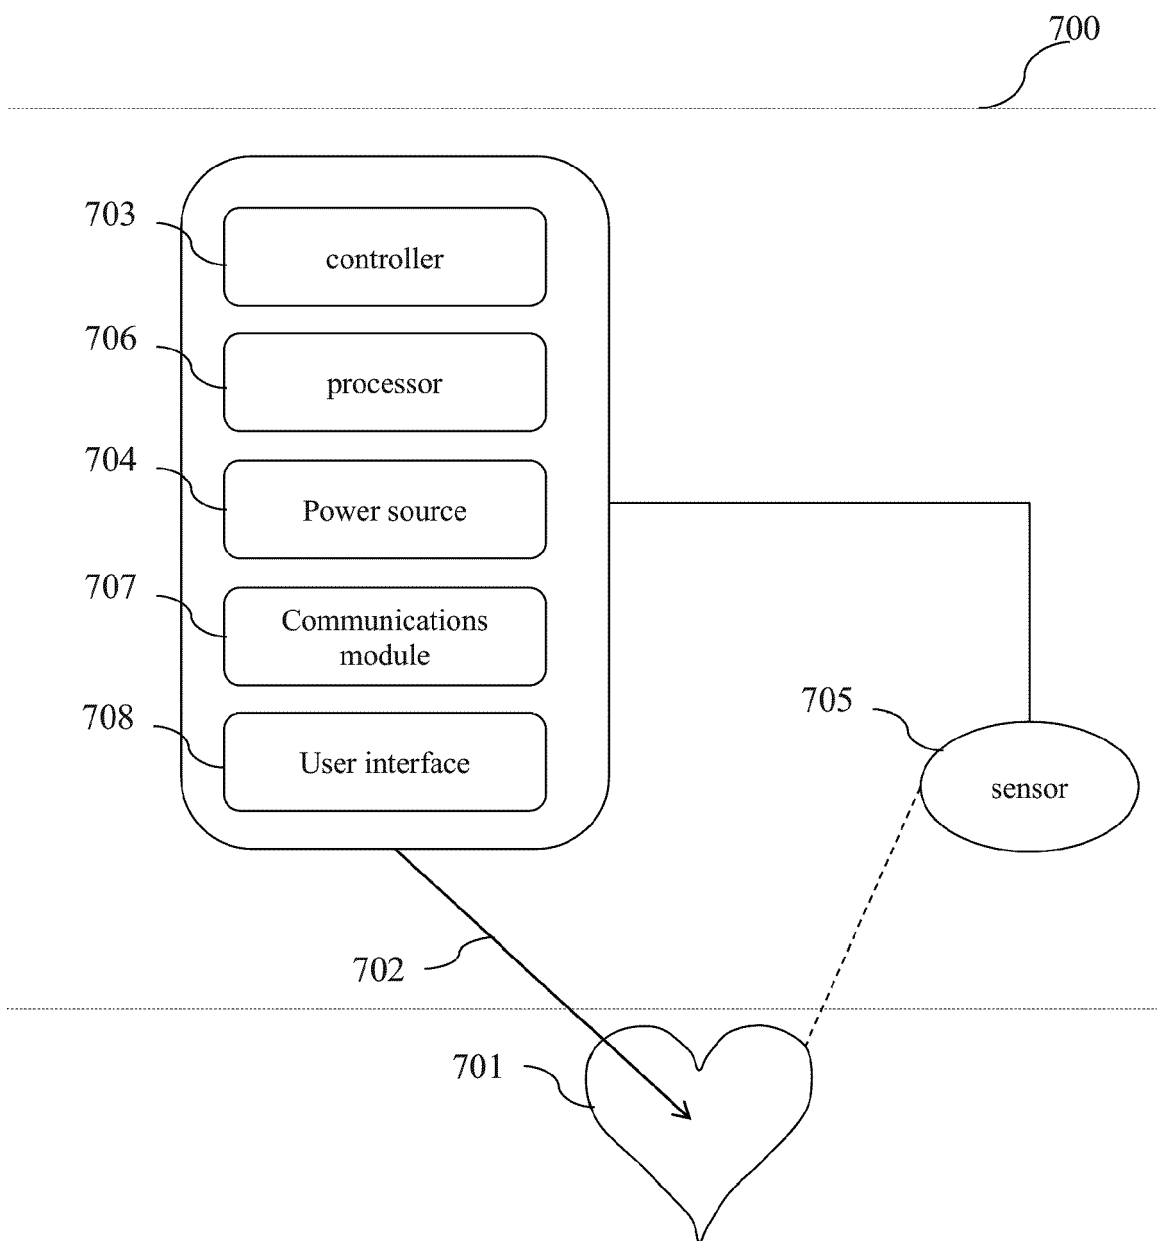 700
703
controller
706
processor
704
Power source
707
Communications
module
708
User interface
705
sensor
702
701